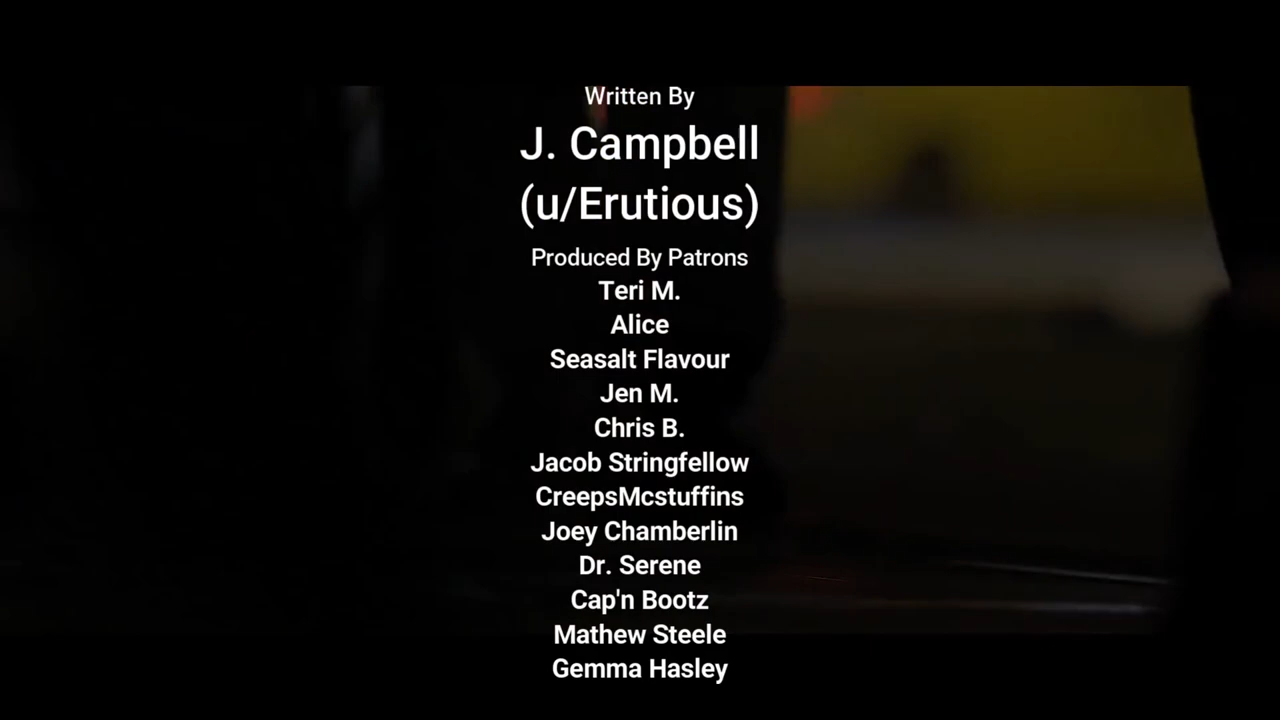 Written By
J. Campbell
(u/Erutious)
Produced By Patrons
Teri M.
Alice
Seasalt Flavour
Jen M.
Chris B.
Jacob Stringfellow
CreepsMcstuffins
Joey Chamberlin
Dr. Serene
Cap'n Bootz
Mathew Steele
Gemma Hasley